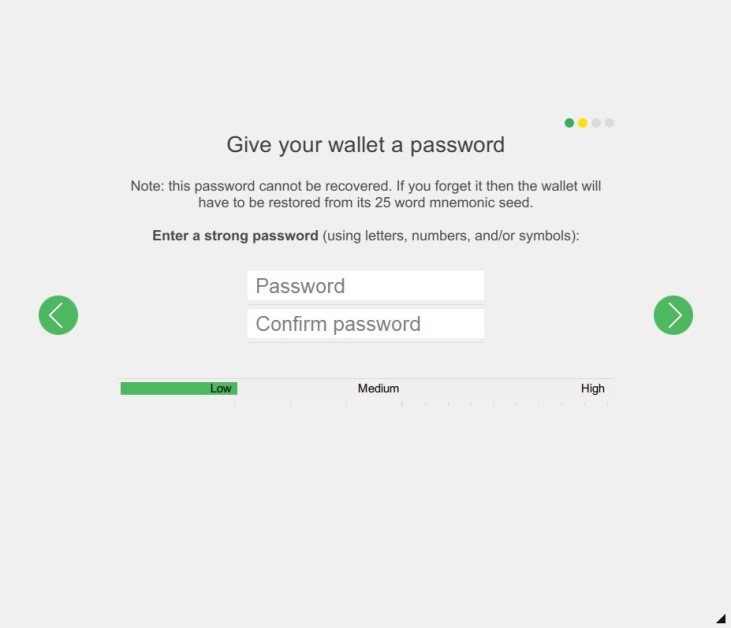 Give your wallet a password
Note: this password cannot be recovered. If you forget it then the wallet will
have to be restored from its 25 word mnemonic seed.
Enter a strong password (using letters, numbers, and/or symbols):
Password
Confirm password
Low Medium High